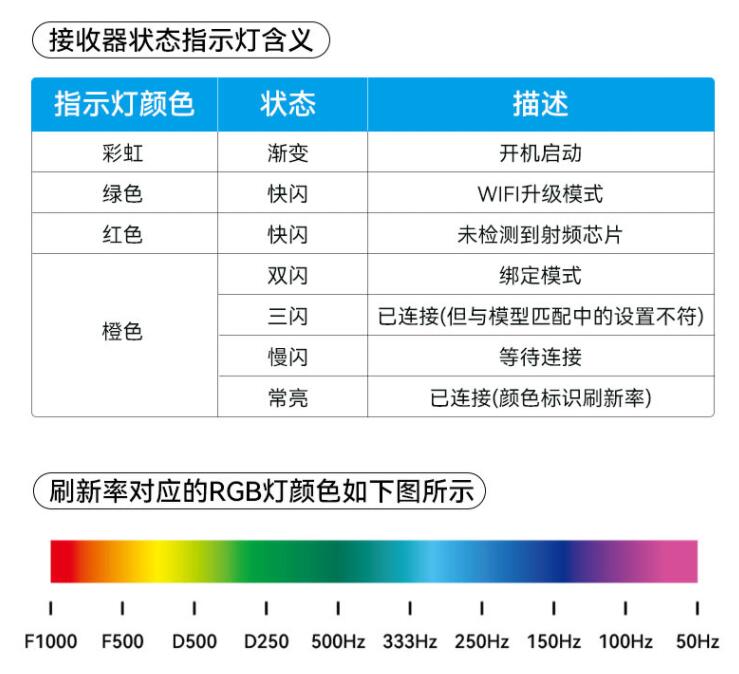 接收器状态指示灯含义
指示灯颜色 状态 描述
彩虹 渐变 开机启动
绿色 快闪 WIFI升级模式
红色 快闪 未检测到射频芯片
橙色
双闪 绑定模式
三闪 已连接(但与模型匹配中的设置不符)
慢闪 等待连接
常亮 已连接(颜色标识刷新率)
刷新率对应的RGB灯颜色如下图所示
F1000 F500 D500 D250 500Hz 333Hz 250Hz 150Hz 100Hz 50Hz